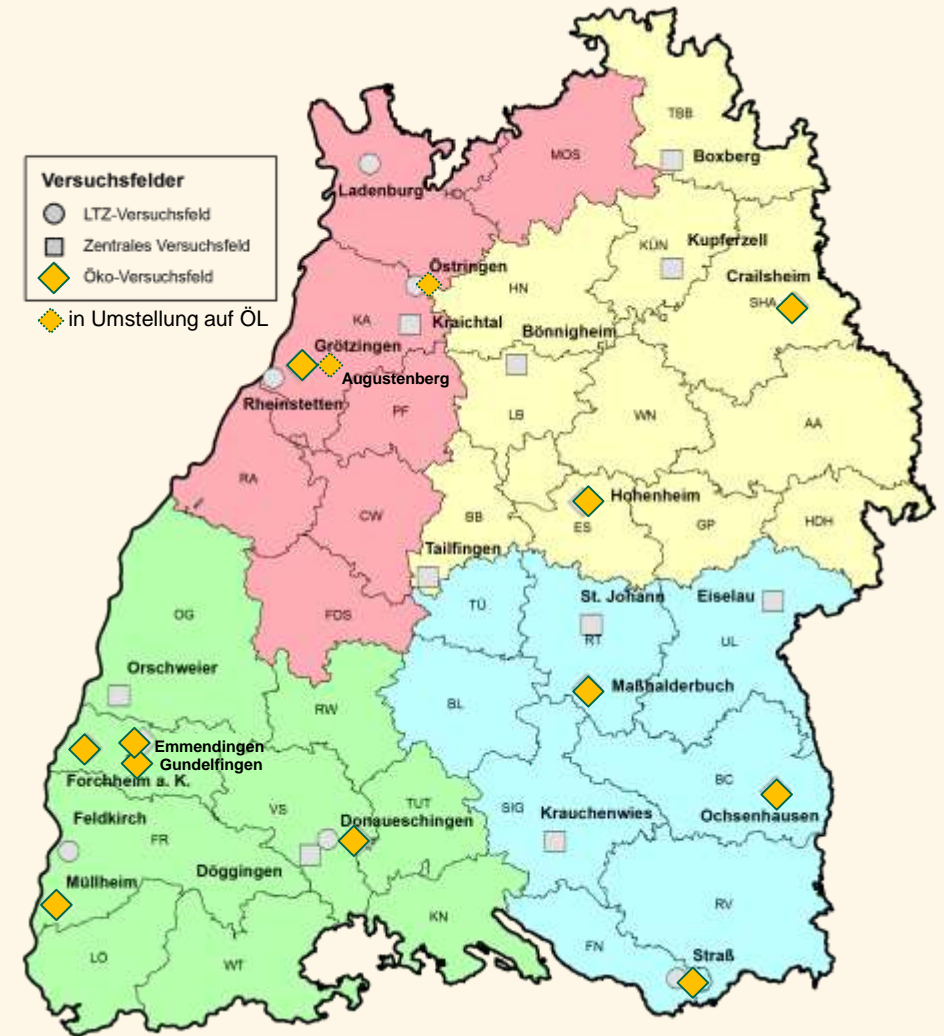 TBB
MOS
Boxberg
Versuchsfelder
LTZ-Versuchsfeld
Zentrales Versuchsfeld
Öko-Versuchsfeld
in Umstellung auf ÖL
Ladenburg
HD
KÜN
Kupferzell
Crailsheim
SHA
Östringen
HN
KA
Kraichtal
Bönnigheim
Grötzingen
Augustenberg
Rheinstetten
PF
LB
WN
AA
RA
CW
BB
Hohenheim
ES
GP
HDH
Tailfingen
OG
FDS
TÜ
St. Johann
RT
Eiselau
UL
Orschweier
RW
BL
Maßhalderbuch
Emmendingen
Gundelfingen
Forchheim a. K.
BC
Ochsenhausen
VS
TUT
SIG
Krauchenwies
Feldkirch
FR
Donaueschingen
Döggingen
Müllheim
KN
RV
LÖ
WT
FN
Straß